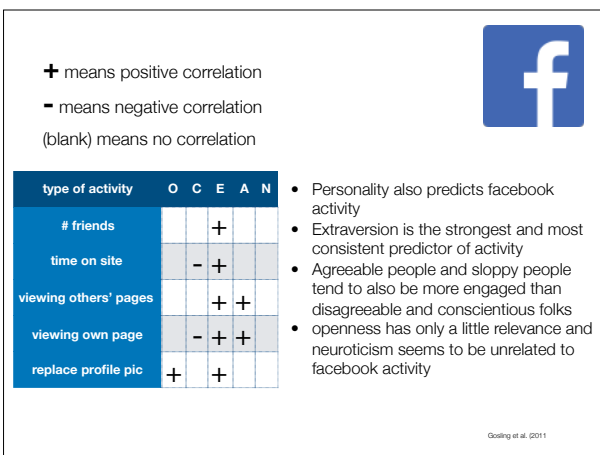 + means positive correlation
- means negative correlation
(blank) means no correlation
f
type of activity O C E A N
# friends +
time on site - +
viewing others' pages + +
viewing own page - + +
replace profile pic + +
• Personality also predicts facebook
activity
• Extraversion is the strongest and most
consistent predictor of activity
• Agreeable people and sloppy people
tend to also be more engaged than
disagreeable and conscientious folks
• openness has only a little relevance and
neuroticism seems to be unrelated to
facebook activity
Gosling et al. (2011